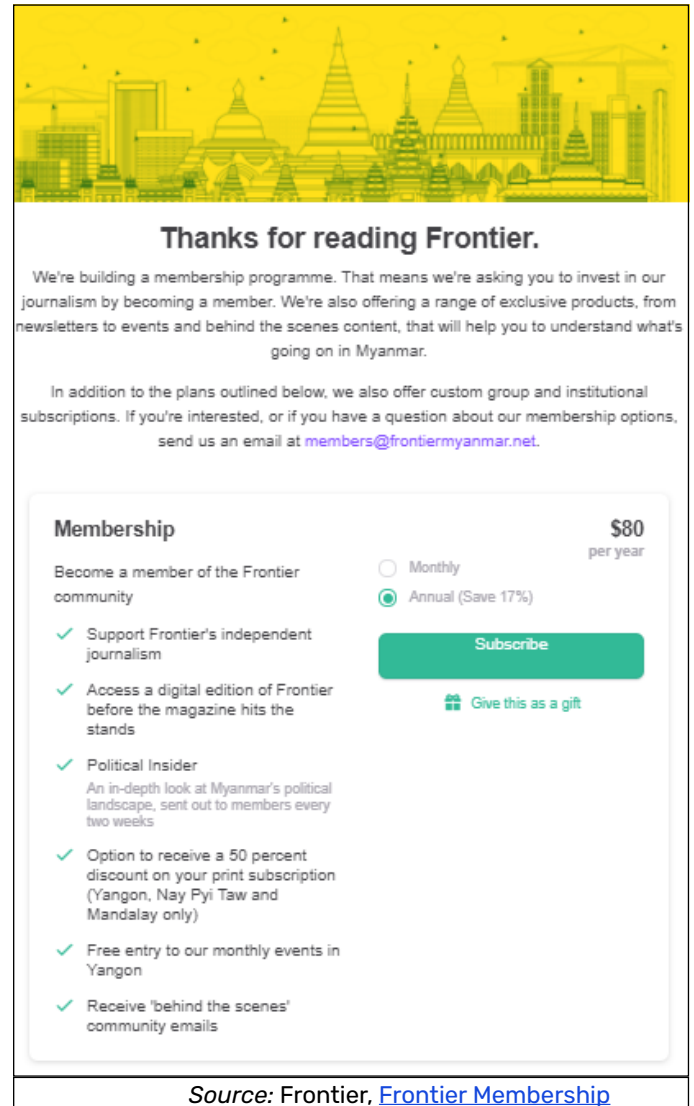 Thanks for reading Frontier.
We're building a membership programme. That means we're asking you to invest in our
journalism by becoming a member. We're also offering a range of exclusive products, from
newsletters to events and behind the scenes content, that will help you to understand what's
going on in Myanmar.
In addition to the plans outlined below, we also offer custom group and institutional
subscriptions. If you're interested, or if you have a question about our membership options,
send us an email at members@frontiermyanmar.net.
Membership
Become a member of the Frontier
community
Support Frontier's independent
journalism
Access a digital edition of Frontier
before the magazine hits the
stands
Political Insider
An in-depth look at Myanmar's political
landscape, sent out to members every
two weeks
Option to receive a 50 percent
discount on your print subscription
(Yangon, Nay Pyi Taw and
Mandalay only)
Free entry to our monthly events in
Yangon
Receive 'behind the scenes'
community emails
$80
per year
Monthly
Annual (Save 17%)
Subscribe
Give this as a gift
Source: Frontier, Frontier Membership